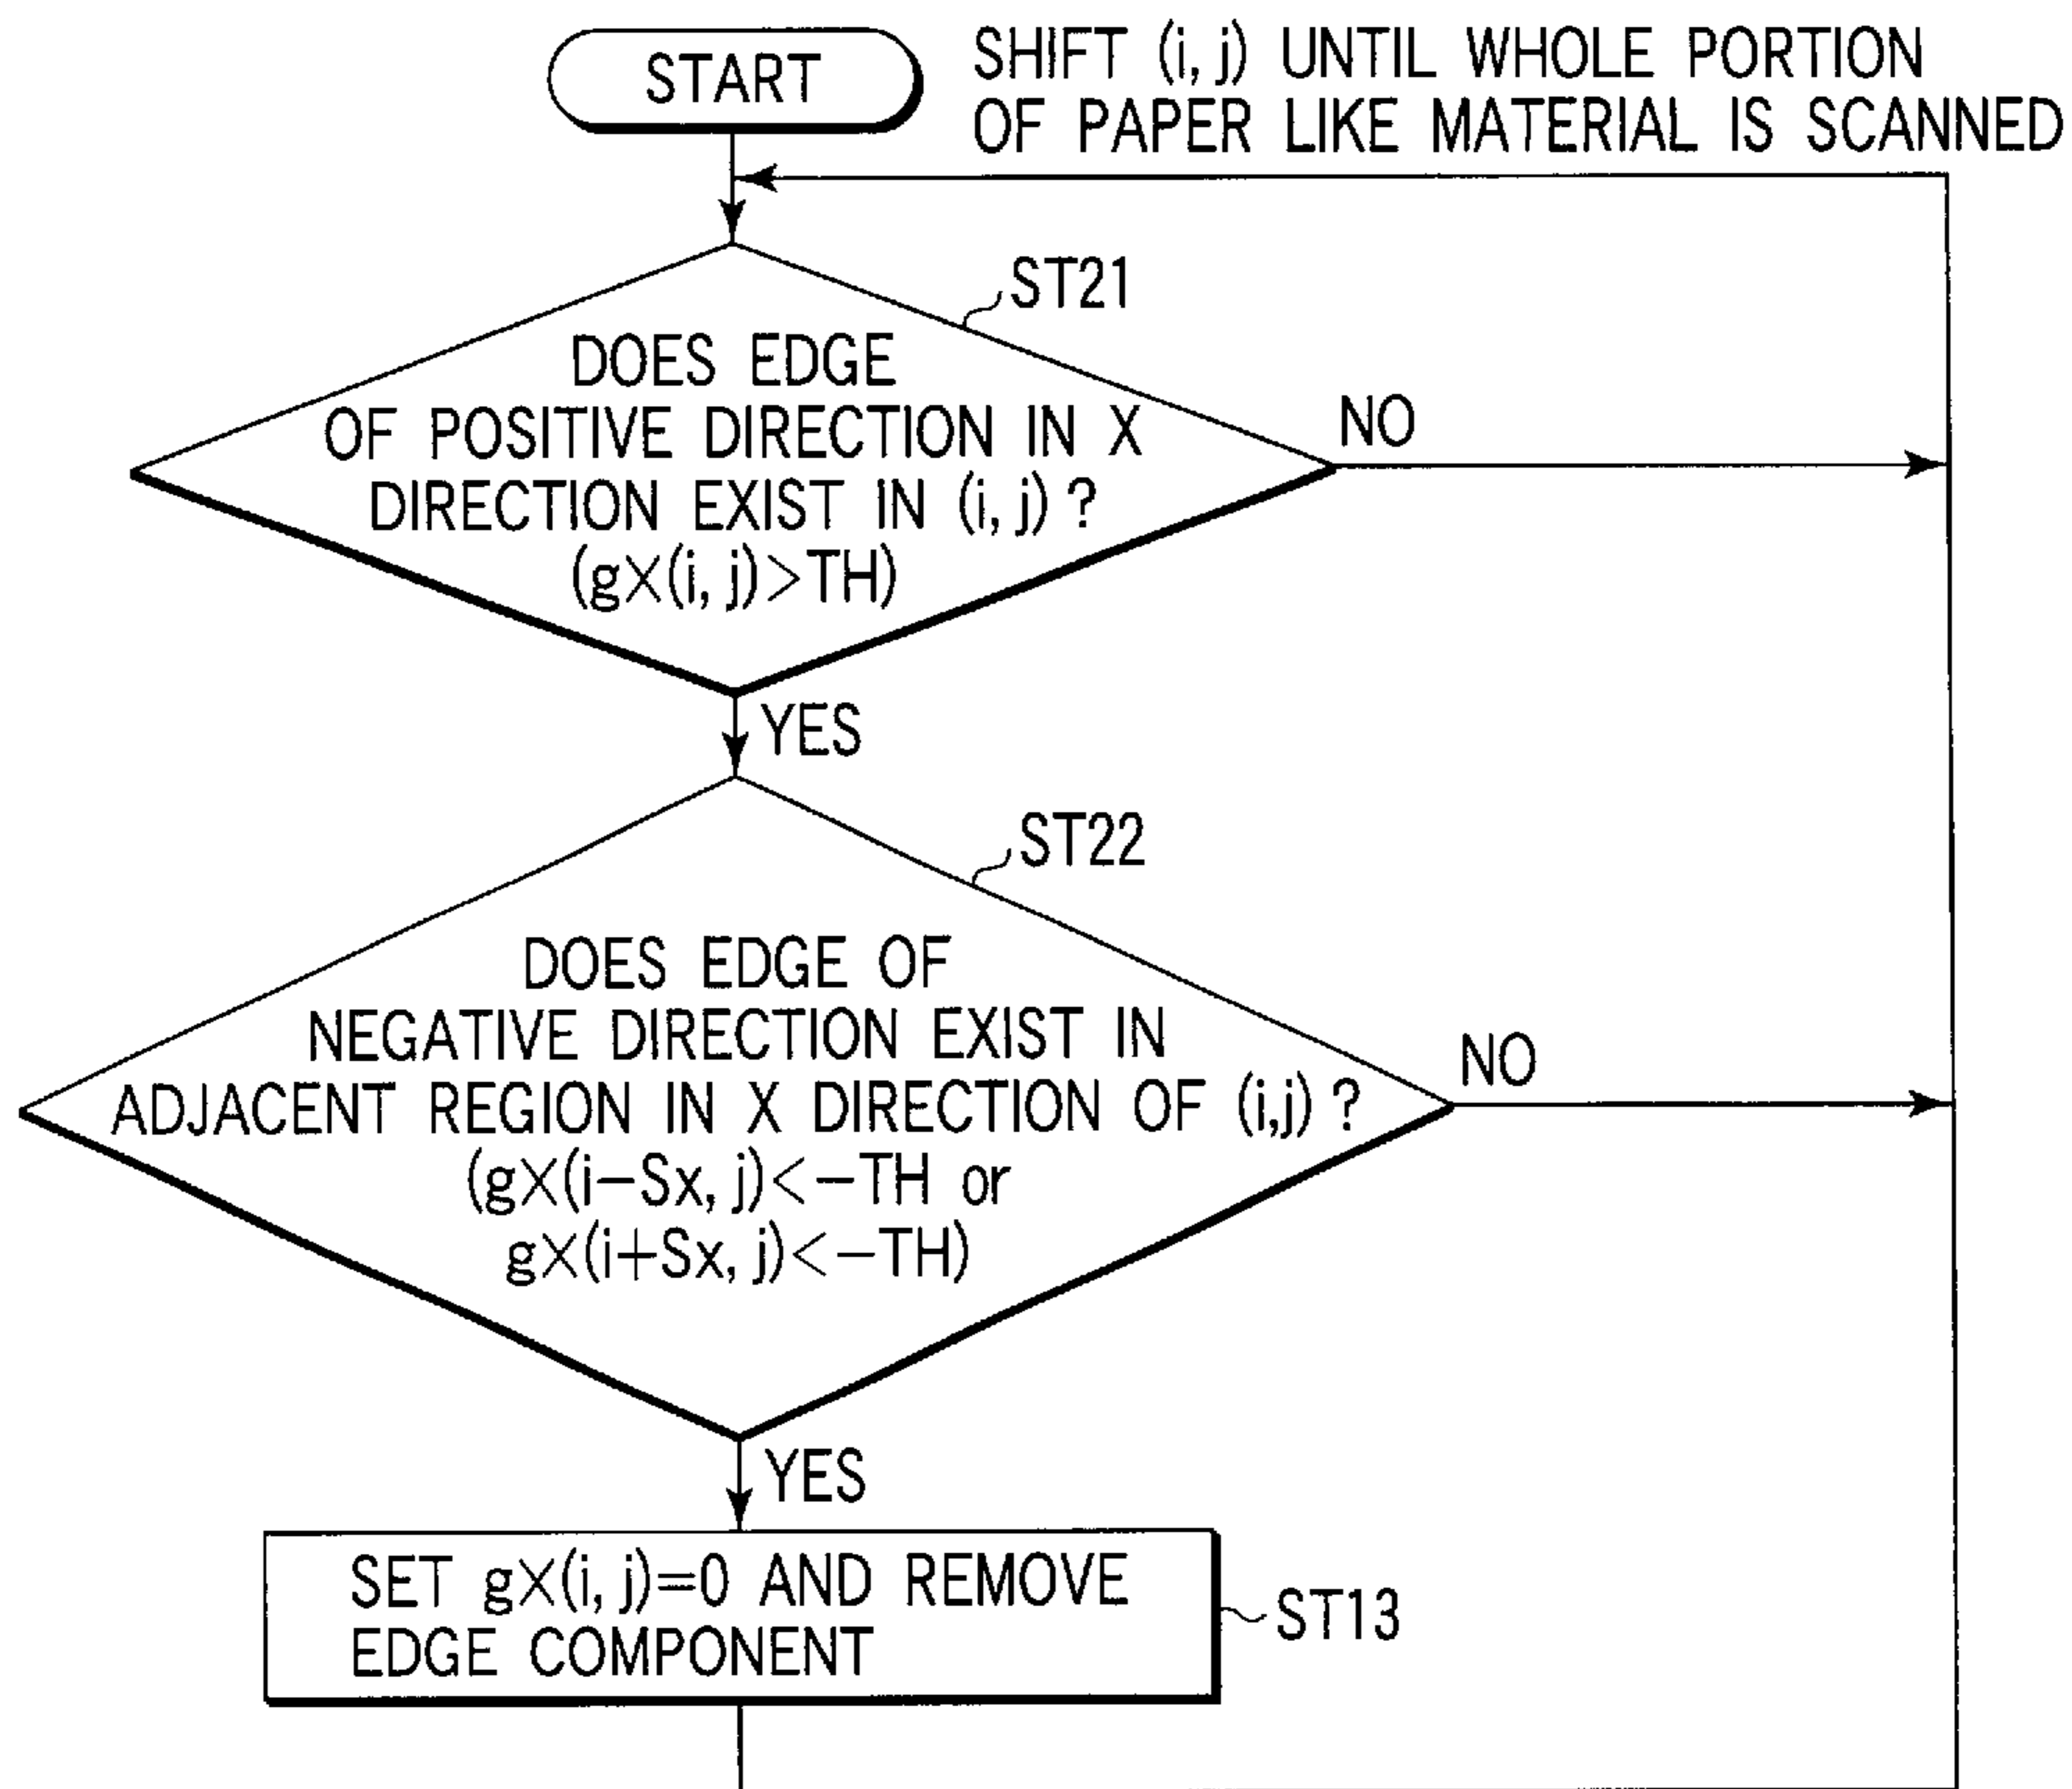 START
SHIFT (i, j) UNTIL WHOLE PORTION
OF PAPER LIKE MATERIAL IS SCANNED
ST21
DOES EDGE
OF POSITIVE DIRECTION IN X
DIRECTION EXIST IN (i, j) ?
(gX(i, j)>TH)
NO
YES
ST22
DOES EDGE OF
NEGATIVE DIRECTION EXIST IN
ADJACENT REGION IN X DIRECTION OF (i,j) ?
(gX(i−Sx, j)<−TH or
gX(i+Sx, j)<−TH)
NO
YES
SET gX(i, j)=0 AND REMOVE
EDGE COMPONENT
ST13